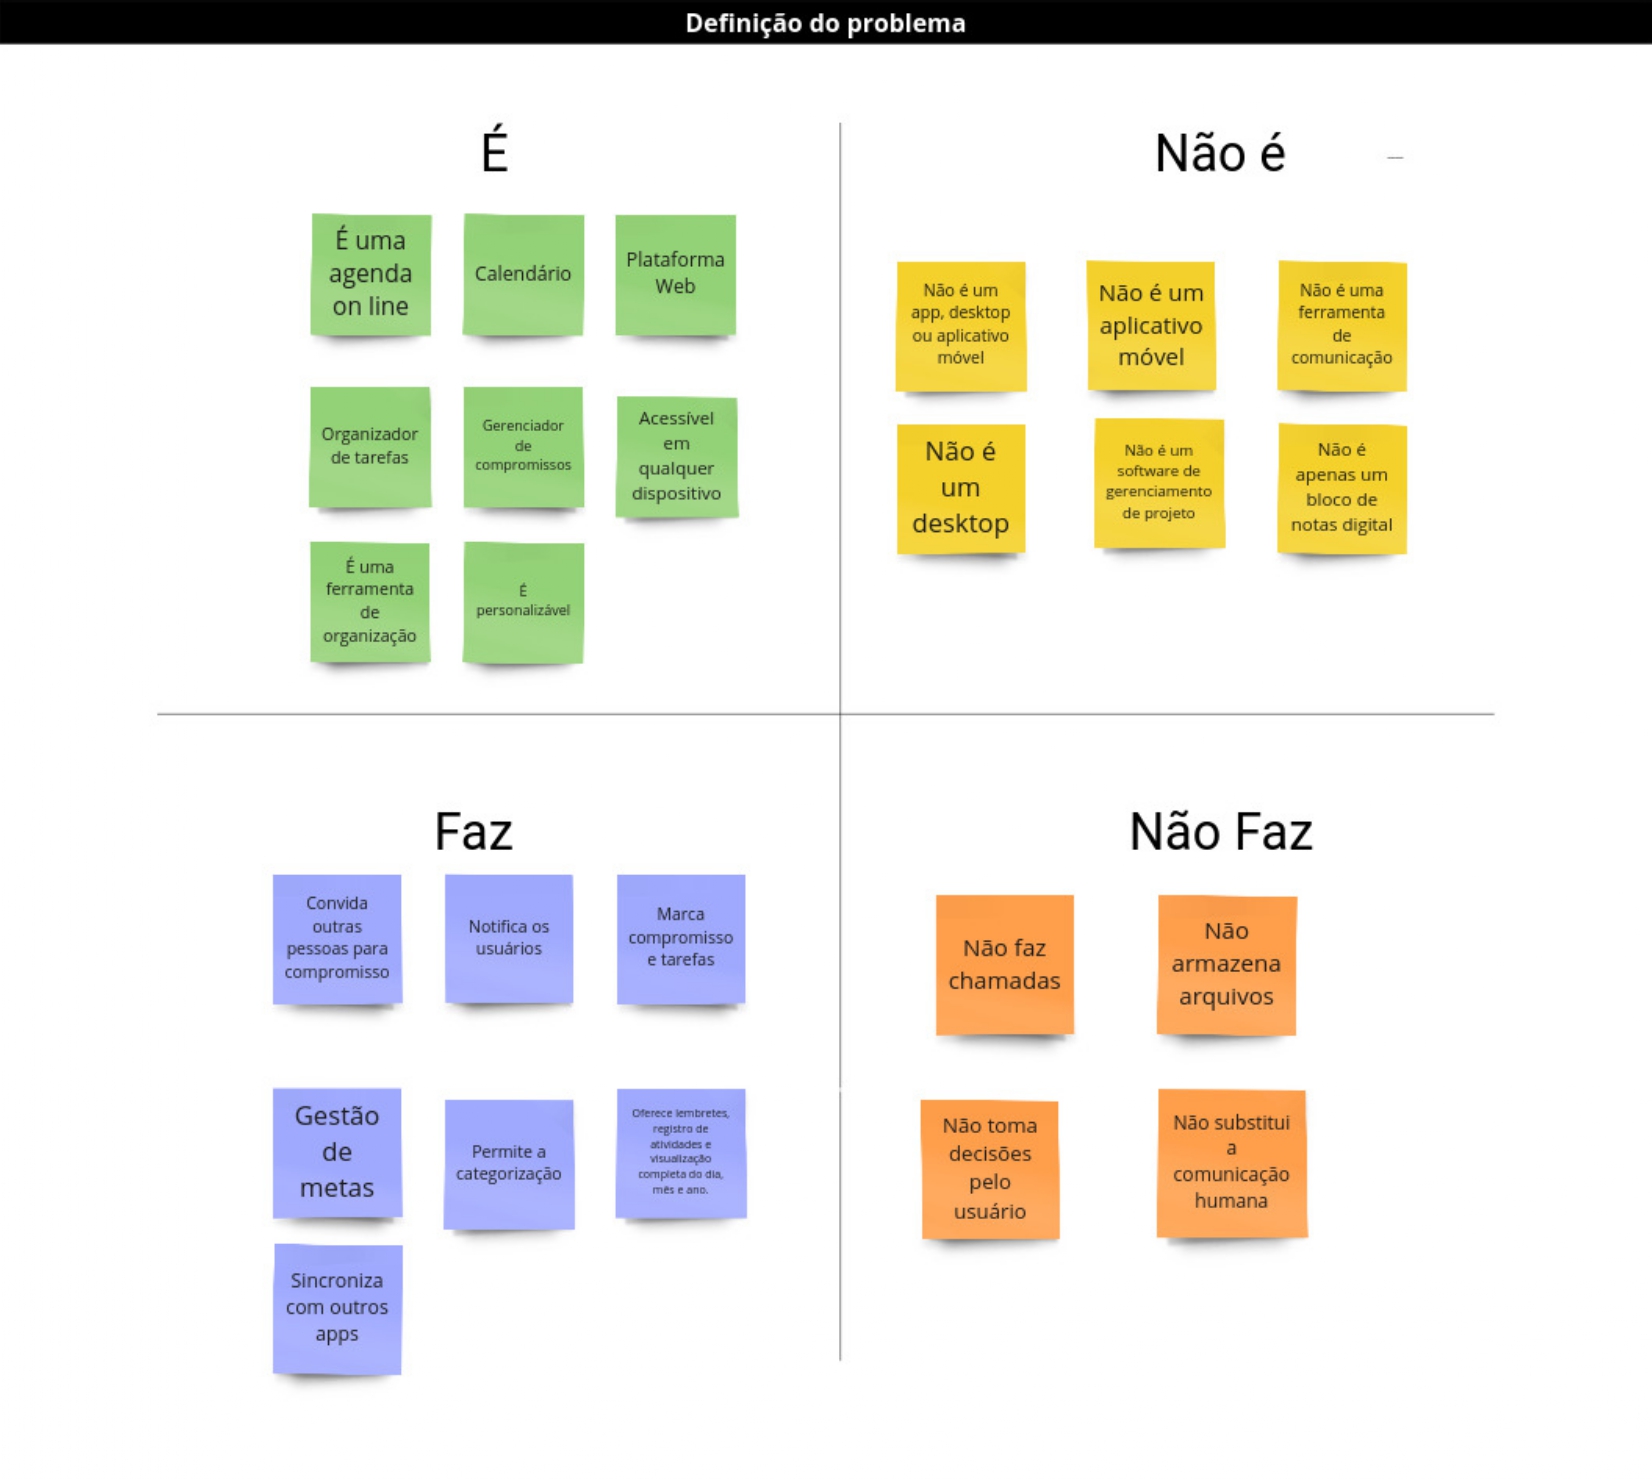 Definição do problema
É
É uma
agenda
on line
Calendário
Plataforma
Web
Organizador
de tarefas
Gerenciador
de
compromissos
Acessível
em
qualquer
dispositivo
É uma
ferramenta
de
organização
É
personalizável
Não é
Não é um
app, desktop
ou aplicativo
móvel
Não é um
aplicativo
móvel
Não é uma
ferramenta
de
comunicação
Não é
um
desktop
Não é um
software de
gerenciamento
de projeto
Não é
apenas um
bloco de
notas digital
Faz
Convida
outras
pessoas para
compromisso
Notifica os
usuários
Marca
compromisso
e tarefas
Gestão
de
metas
Permite a
categorização
Oferece lembretes,
registro de
atividades e
visualização
completa do dia,
mês e ano.
Sincroniza
com outros
apps
Não Faz
Não faz
chamadas
Não
armazena
arquivos
Não toma
decisões
pelo
usuário
Não substitui
a
comunicação
humana